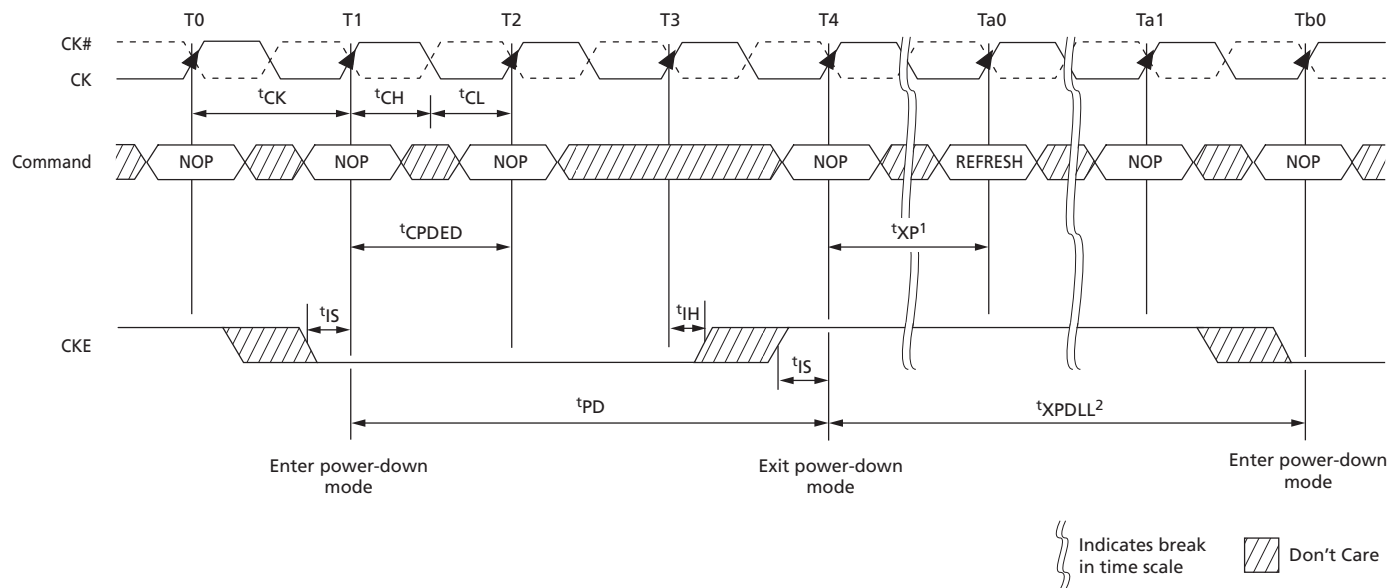 T0 T1 T2 T3 T4 Ta0 Ta1 Tb0
CK#
CK
tCK tCH tCL
Command NOP NOP NOP NOP REFRESH NOP NOP
tCPDED tXP1
tIS tIH
CKE
tIS
tPD tXPDLL2
Enter power-down mode
Exit power-down mode
Enter power-down mode
Indicates break in time scale
Don't Care